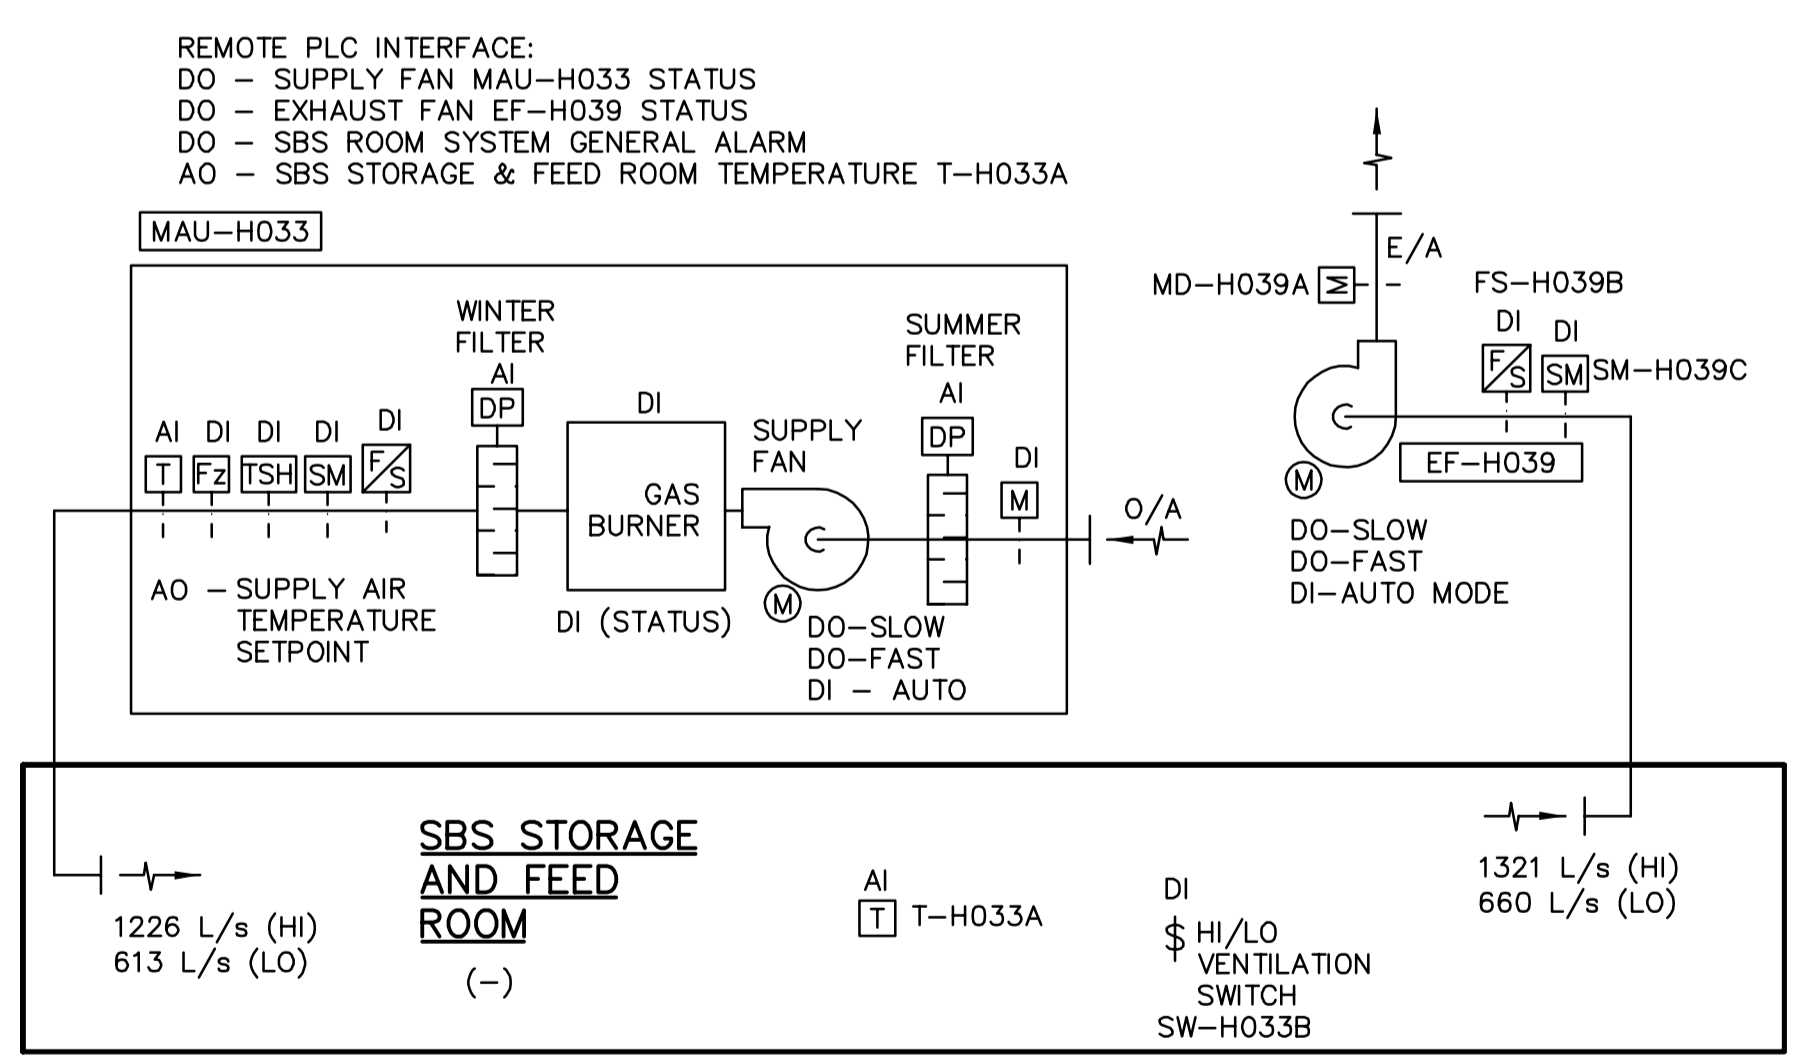 REMOTE PLC INTERFACE:
DO – SUPPLY FAN MAU–H033 STATUS
DO – EXHAUST FAN EF–H039 STATUS
DO – SBS ROOM SYSTEM GENERAL ALARM
AO – SBS STORAGE & FEED ROOM TEMPERATURE T–H033A
MAU–H033
AI
T
DI
Fz
DI
TSH
DI
SM
DI
F/S
WINTER
FILTER
AI
DP
DI
GAS
BURNER
DI (STATUS)
SUPPLY
FAN
C
M
DO–SLOW
DO–FAST
DI – AUTO
SUMMER
FILTER
AI
DP
DI
M
O/A
AO – SUPPLY AIR
TEMPERATURE
SETPOINT
E/A
MD–H039A
M
FS–H039B
DI
F/S
DI
SM
SM–H039C
C
EF–H039
M
DO–SLOW
DO–FAST
DI–AUTO MODE
1226 L/s (HI)
613 L/s (LO)
SBS STORAGE
AND FEED
ROOM
(–)
AI
T
T–H033A
DI
$ HI/LO
VENTILATION
SWITCH
SW–H033B
1321 L/s (HI)
660 L/s (LO)